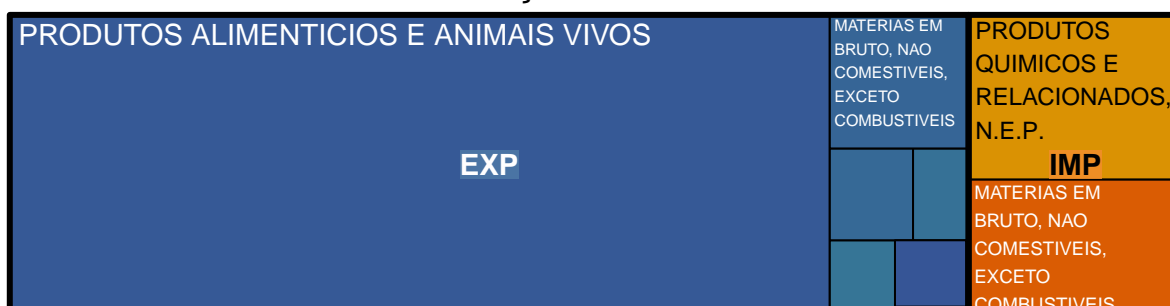 PRODUTOS ALIMENTICIOS E ANIMAIS VIVOS
EXP
MATERIAS EM
BRUTO, NAO
COMESTIVEIS,
EXCETO
COMBUSTIVEIS
PRODUTOS
QUIMICOS E
RELACIONADOS,
N.E.P.
IMP
MATERIAS EM
BRUTO, NAO
COMESTIVEIS,
EXCETO
COMBUSTIVEIS